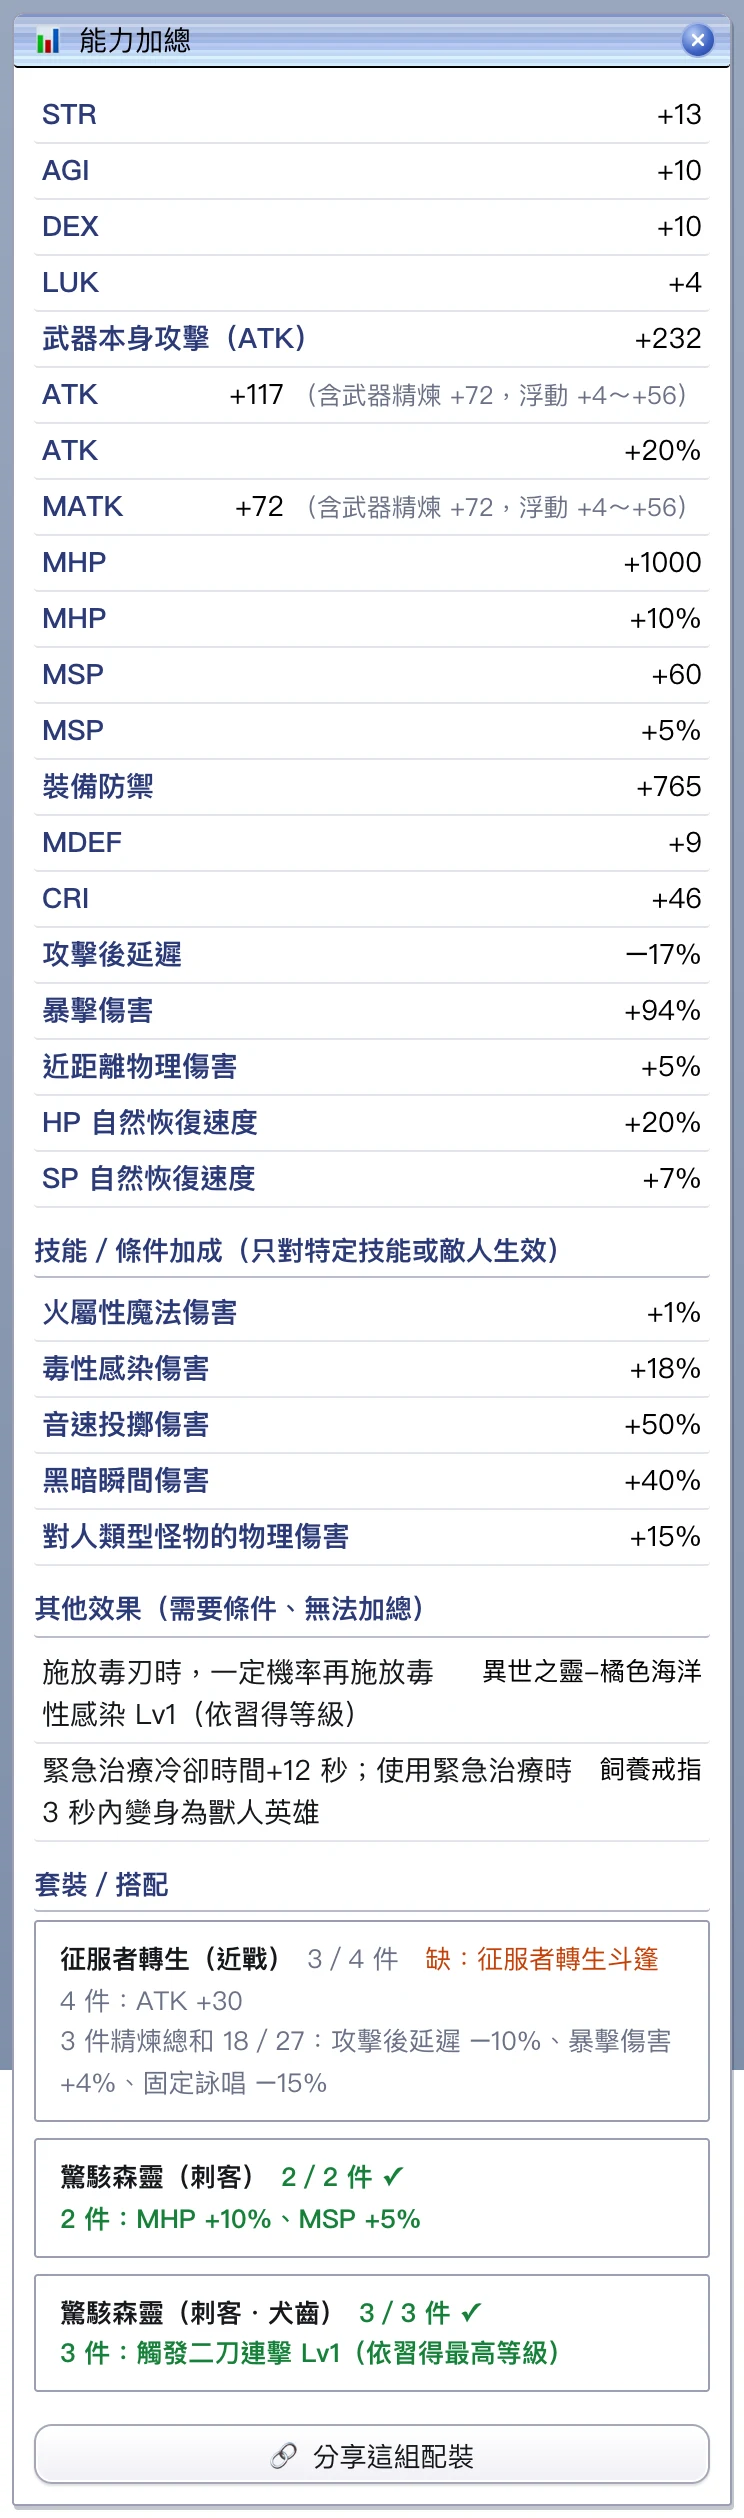 能力加總
STR +13
AGI +10
DEX +10
LUK +4
武器本身攻擊（ATK） +232
ATK +117 （含武器精煉 +72，浮動 +4～+56）
ATK +20%
MATK +72 （含武器精煉 +72，浮動 +4～+56）
MHP +1000
MHP +10%
MSP +60
MSP +5%
裝備防禦 +765
MDEF +9
CRI +46
攻擊後延遲 −17%
暴擊傷害 +94%
近距離物理傷害 +5%
HP 自然恢復速度 +20%
SP 自然恢復速度 +7%
技能 / 條件加成（只對特定技能或敵人生效）
火屬性魔法傷害 +1%
毒性感染傷害 +18%
音速投擲傷害 +50%
黑暗瞬間傷害 +40%
對人類型怪物的物理傷害 +15%
其他效果（需要條件、無法加總）
施放毒刃時，一定機率再施放毒 異世之靈–橘色海洋
性感染 Lv1（依習得等級）
緊急治療冷卻時間+12 秒；使用緊急治療時 飼養戒指
3 秒內變身為獸人英雄
套裝 / 搭配
征服者轉生（近戰） 3 / 4 件 缺：征服者轉生斗篷
4 件：ATK +30
3 件精煉總和 18 / 27：攻擊後延遲 −10%、暴擊傷害
+4%、固定詠唱 −15%
驚駭森靈（刺客） 2 / 2 件 ✓
2 件：MHP +10%、MSP +5%
驚駭森靈（刺客 · 犬齒） 3 / 3 件 ✓
3 件：觸發二刀連擊 Lv1（依習得最高等級）
分享這組配裝